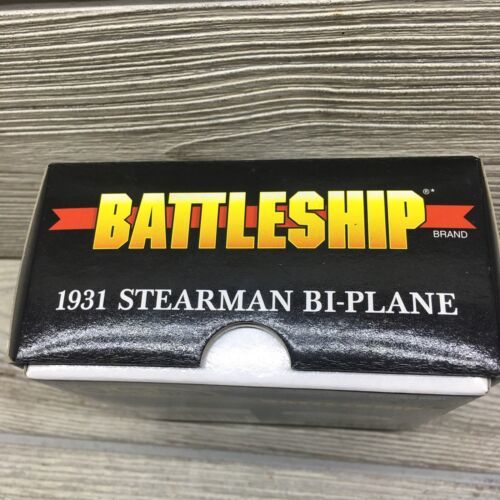 BATTLESHIP®*
BRAND
1931 STEARMAN BI-PLANE